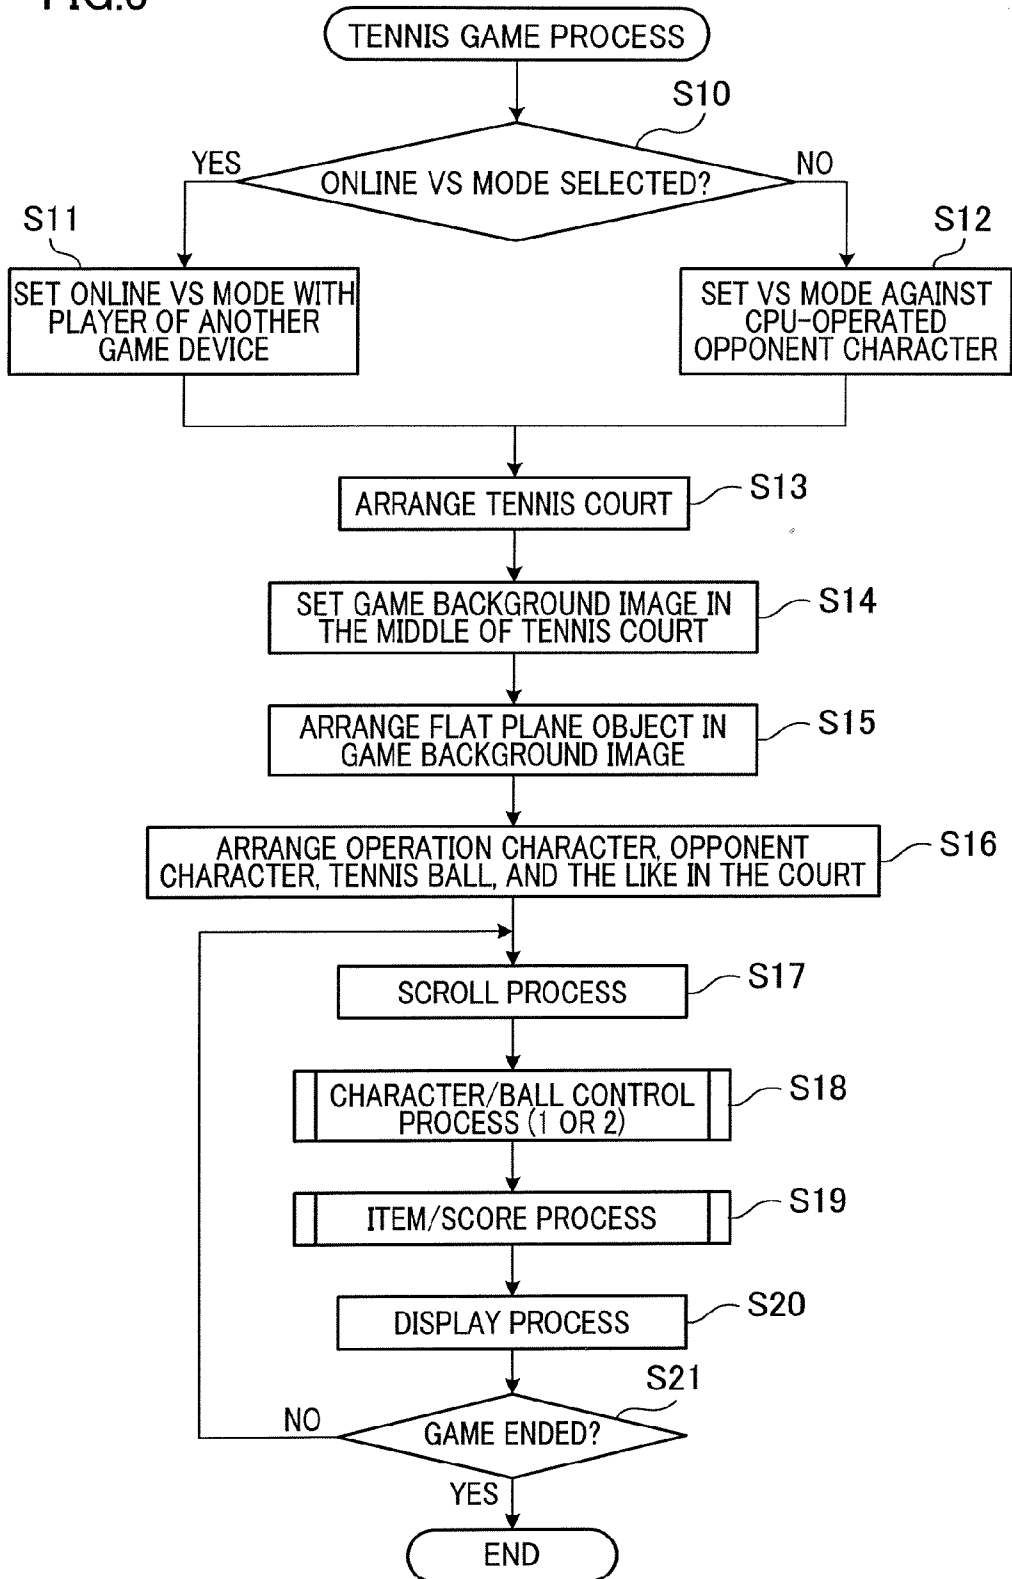 TENNIS GAME PROCESS
S10
YES
ONLINE VS MODE SELECTED?
NO
S11
S12
SET ONLINE VS MODE WITH
PLAYER OF ANOTHER
GAME DEVICE
SET VS MODE AGAINST
CPU-OPERATED
OPPONENT CHARACTER
ARRANGE TENNIS COURT
S13
SET GAME BACKGROUND IMAGE IN
THE MIDDLE OF TENNIS COURT
S14
ARRANGE FLAT PLANE OBJECT IN
GAME BACKGROUND IMAGE
S15
ARRANGE OPERATION CHARACTER, OPPONENT
CHARACTER, TENNIS BALL, AND THE LIKE IN THE COURT
S16
SCROLL PROCESS
S17
CHARACTER/BALL CONTROL
PROCESS (1 OR 2)
S18
ITEM/SCORE PROCESS
S19
DISPLAY PROCESS
S20
S21
NO
GAME ENDED?
YES
END